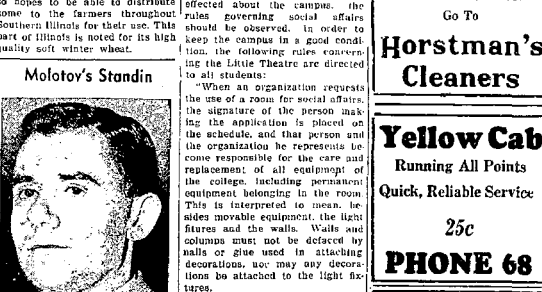 so hopes to be able to distribute
some to the farmers throughout
Southern Illinois for their use. This
part of Illinois is noted for its high
quality soft winter wheat.
Molotov's Standin
effected about the campus, the
rules governing social affairs
should be observed. In order to
keep the campus in a good condi-
tion, the following rules concern-
ing the Little Theatre are directed
to all students:
"When an organization requests
the use of a room for social affairs,
the signature of the person mak-
ing the application is placed on
the schedule, and that person and
the organization he represents be-
come responsible for the care and
replacement of all equipment of
the college, including permanent
equipment belonging in the room.
This is interpreted to mean, be-
sides movable equipment, the light
fitures and the walls. Walls and
columns must not be defaced by
nails or glue used in attaching
decorations, nor may any decora-
tions be attached to the light fix-
tures.
Go To
Horstman's
Cleaners
Yellow Cab
Running All Points
Quick, Reliable Service
25c
PHONE 68